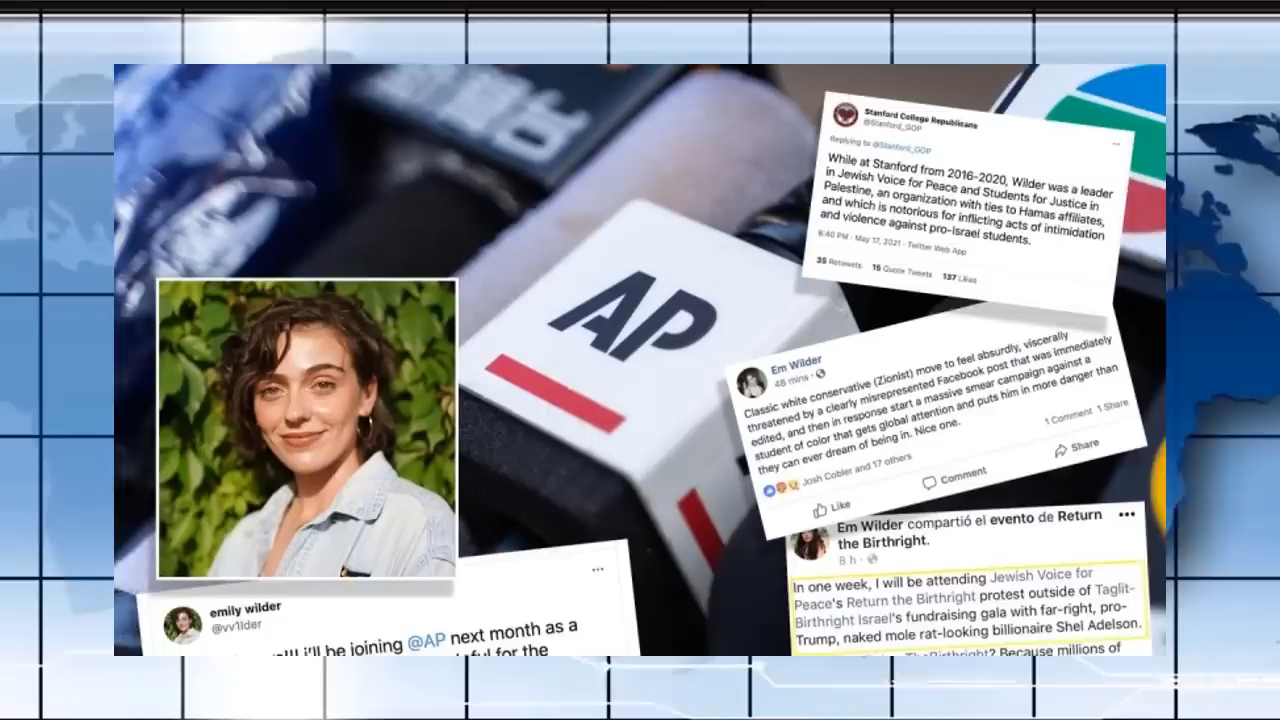 AP
Stanford College Republicans
@Stanford_GOP
Replying to @Stanford_GOP
While at Stanford from 2016-2020, Wilder was a leader
in Jewish Voice for Peace and Students for Justice in
Palestine, an organization with ties to Hamas affiliates,
and which is notorious for inflicting acts of intimidation
and violence against pro-Israel students.
8:40 PM · May 17, 2021 · Twitter Web App
35 Retweets 15 Quote Tweets 137 Likes
Em Wilder
48 mins ·
Classic white conservative (Zionist) move to feel absurdly, viscerally
threatened by a clearly misrepresented Facebook post that was immediately
edited, and then in response start a massive smear campaign against a
student of color that gets global attention and puts him in more danger than
they can ever dream of being in. Nice one.
Josh Cobler and 17 others
1 Comment 1 Share
Like Comment Share
Em Wilder compartió el evento de Return
the Birthright.
8 h ·
In one week, I will be attending Jewish Voice for
Peace's Return the Birthright protest outside of Taglit-
Birthright Israel's fundraising gala with far-right, pro-
Trump, naked mole rat-looking billionaire Shel Adelson.
Because millions of
emily wilder
@vv1lder
i'll be joining @AP next month as a
for the